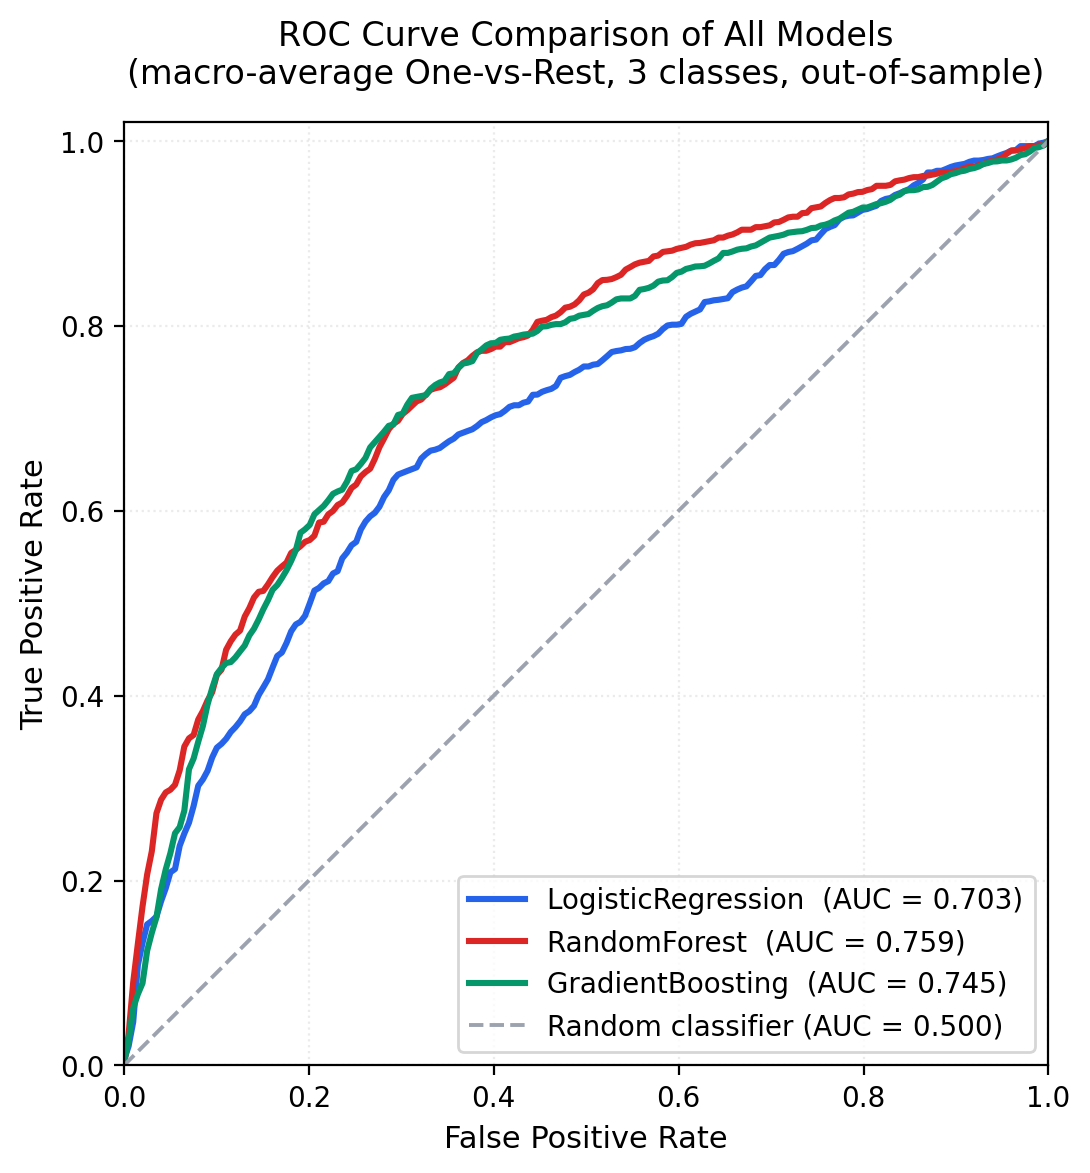 ROC Curve Comparison of All Models
(macro-average One-vs-Rest, 3 classes, out-of-sample)
True Positive Rate
1.0
0.8
0.6
0.4
0.2
0.0
LogisticRegression (AUC = 0.703)
RandomForest (AUC = 0.759)
GradientBoosting (AUC = 0.745)
Random classifier (AUC = 0.500)
0.0 0.2 0.4 0.6 0.8 1.0
False Positive Rate